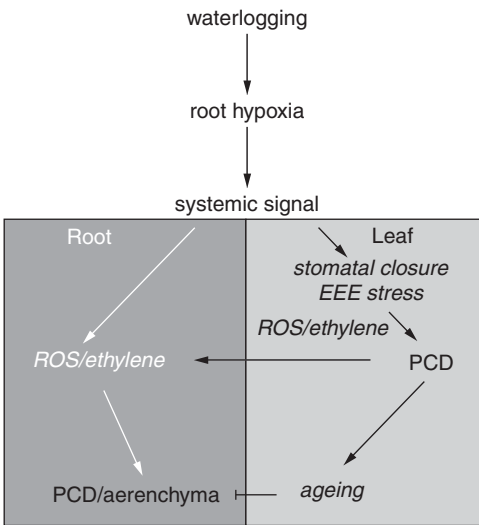 waterlogging
root hypoxia
systemic signal
Root
Leaf
stomatal closure
EEE stress
ROS/ethylene
ROS/ethylene
PCD
PCD/aerenchyma
ageing